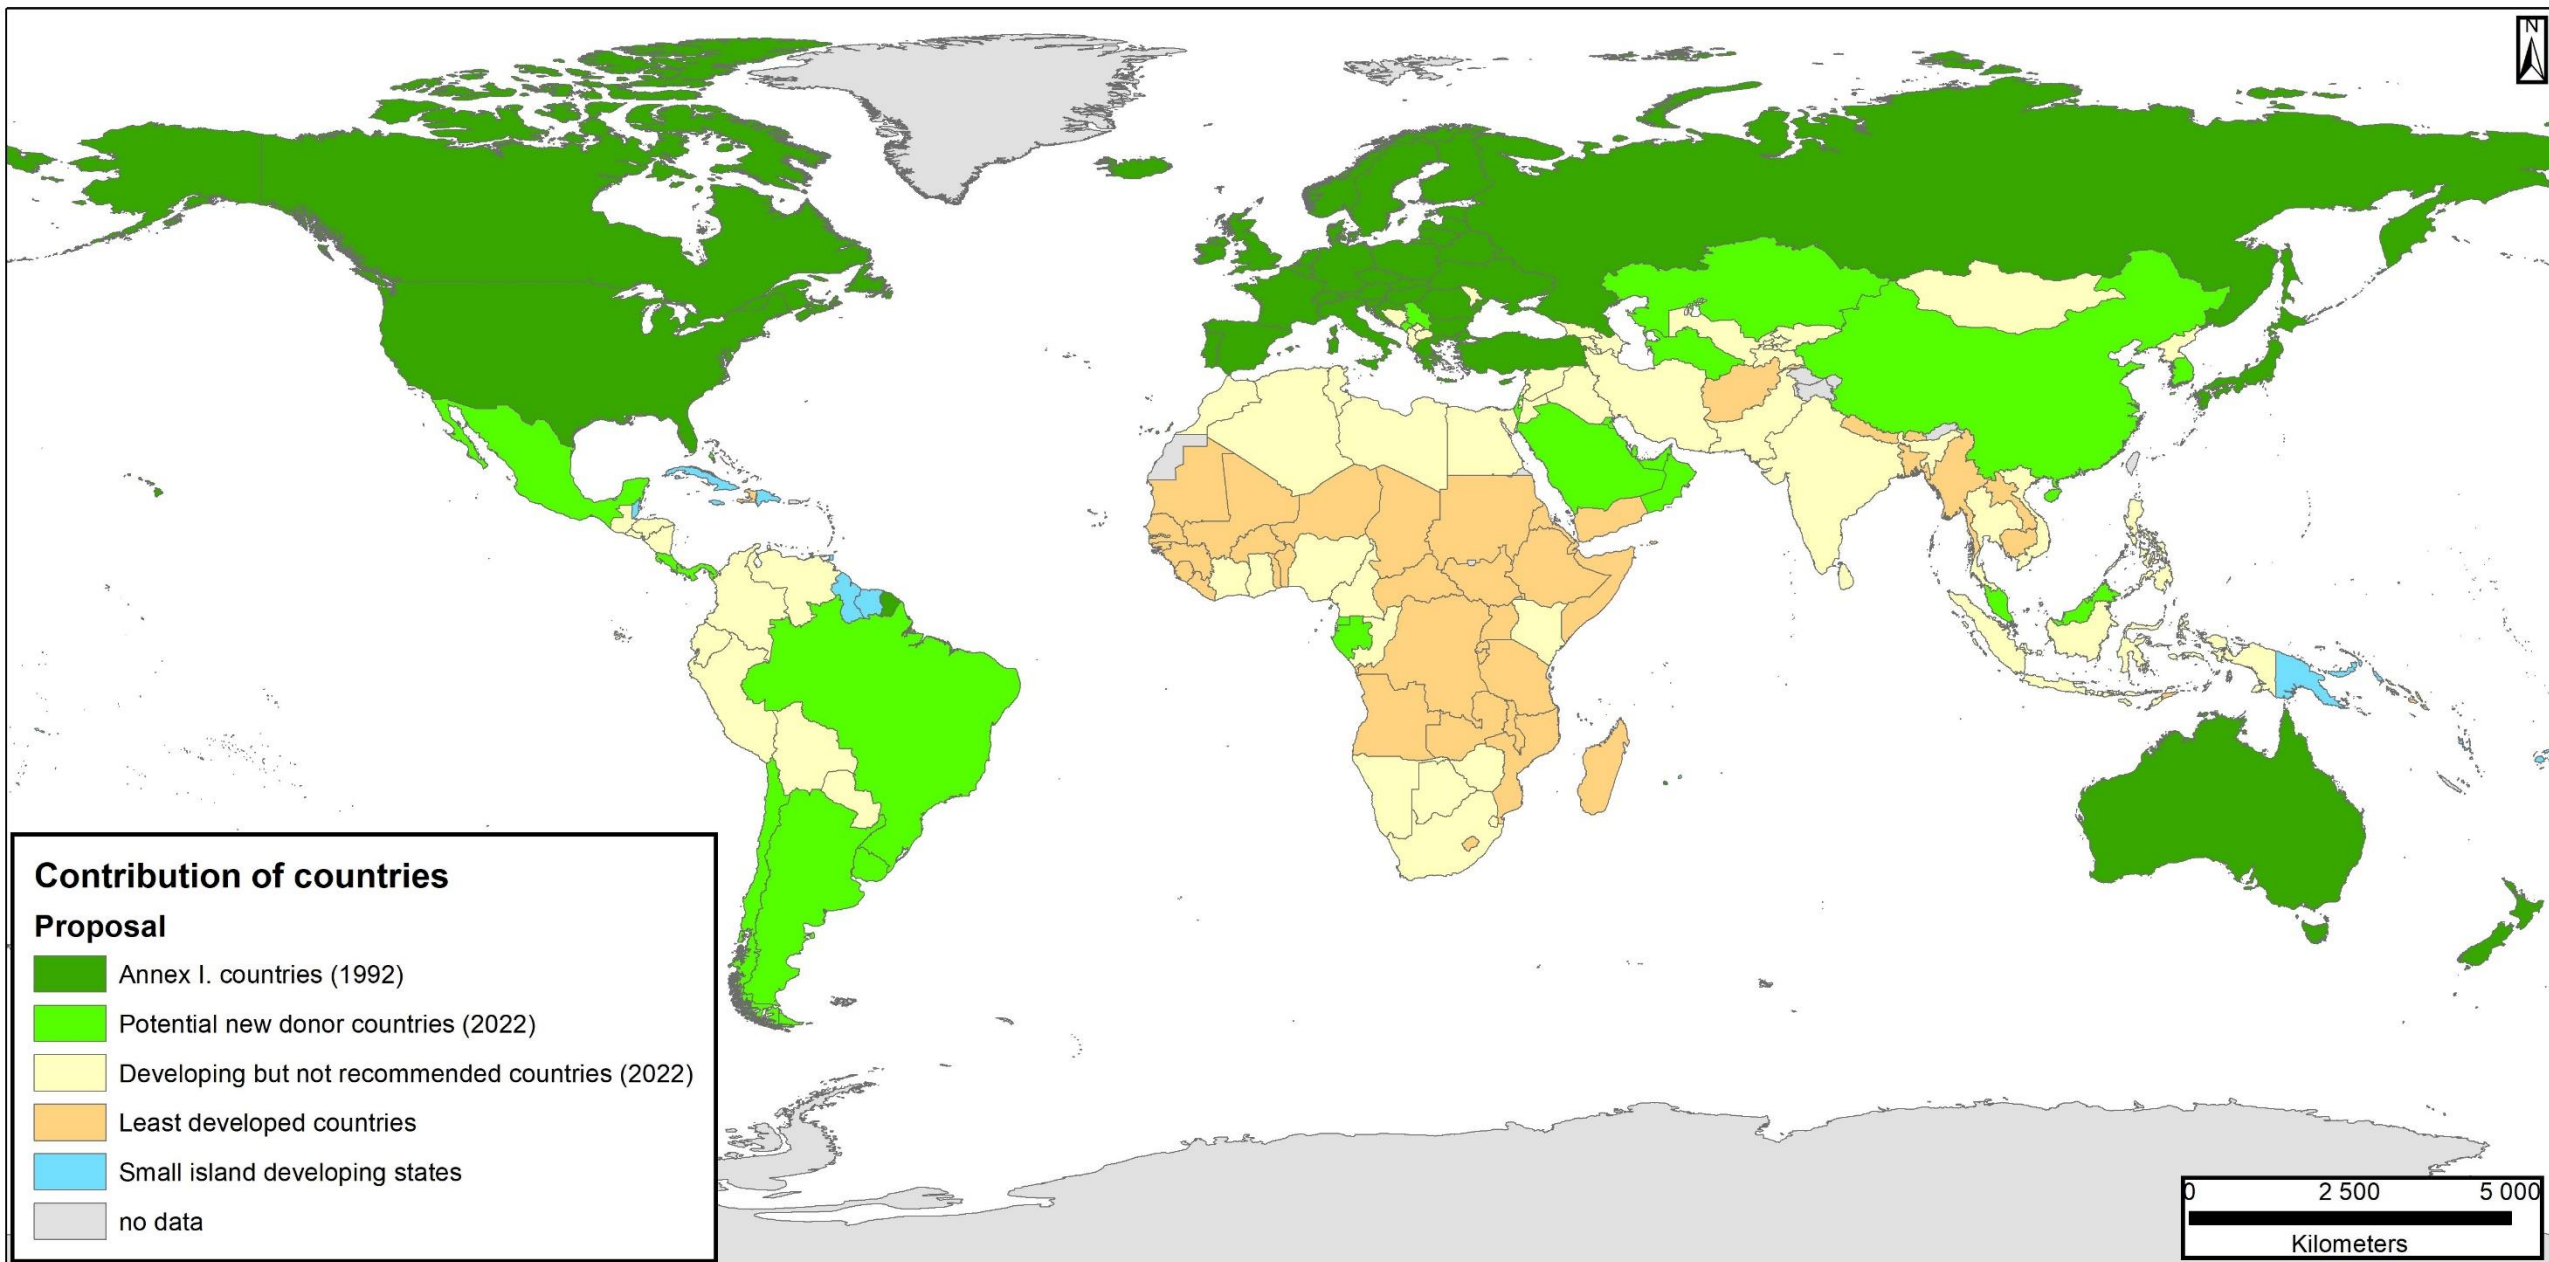 N
Contribution of countries
Proposal
Annex I. countries (1992)
Potential new donor countries (2022)
Developing but not recommended countries (2022)
Least developed countries
Small island developing states
no data
0 2 500 5 000
Kilometers